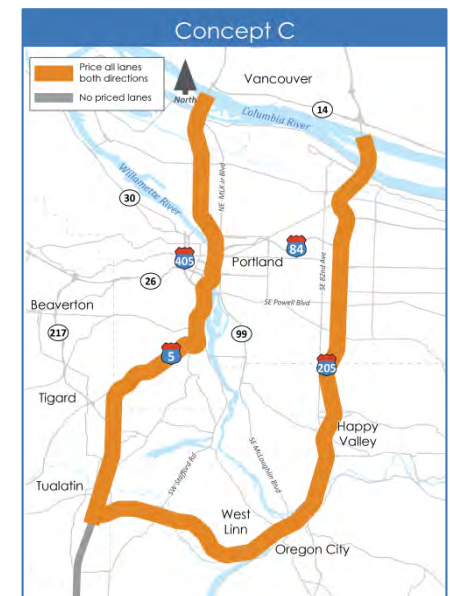 Concept C
Price all lanes
both directions
No priced lanes
North
Vancouver
14
Columbia River
Willamette River
30
NE MLK Jr Blvd
405
84
Portland
26
SE 82nd Ave
Beaverton
SE Powell Blvd
217
99
5
205
Tigard
Happy
Valley
SW Stafford Rd
SE McLoughlin Blvd
Tualatin
West
Linn
Oregon City